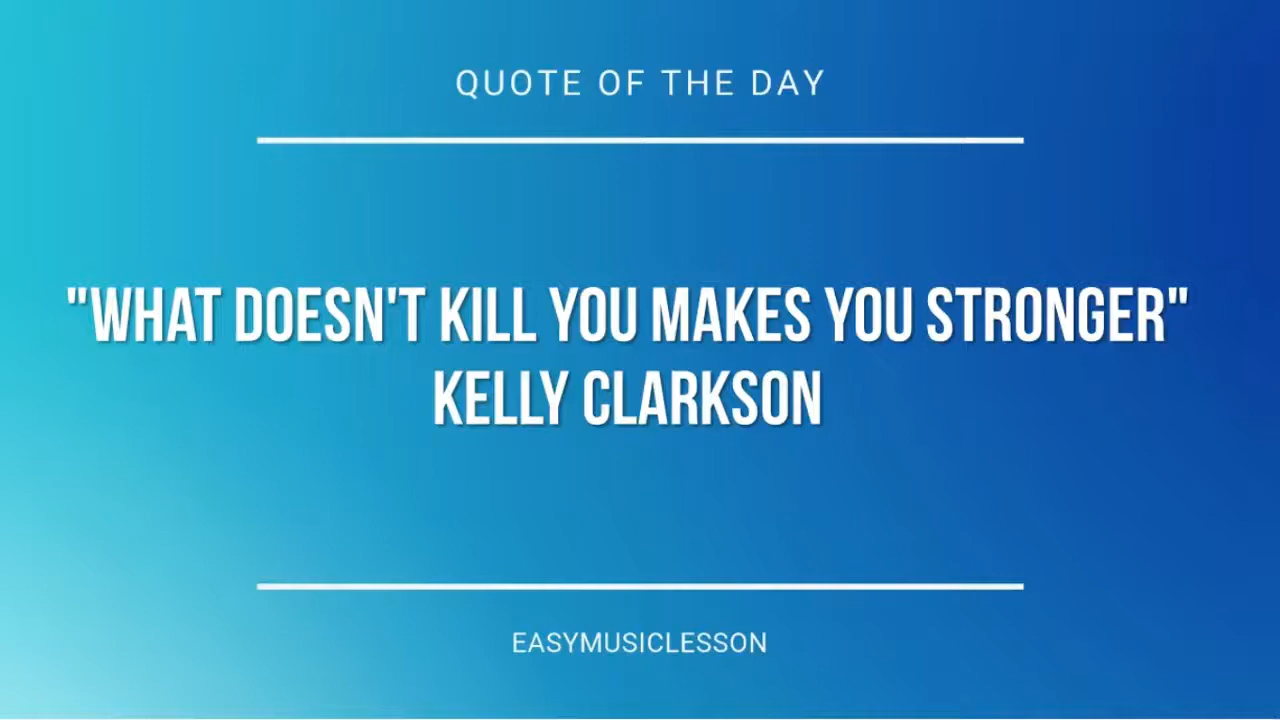 QUOTE OF THE DAY
"WHAT DOESN'T KILL YOU MAKES YOU STRONGER"
KELLY CLARKSON
EASYMUSICLESSON